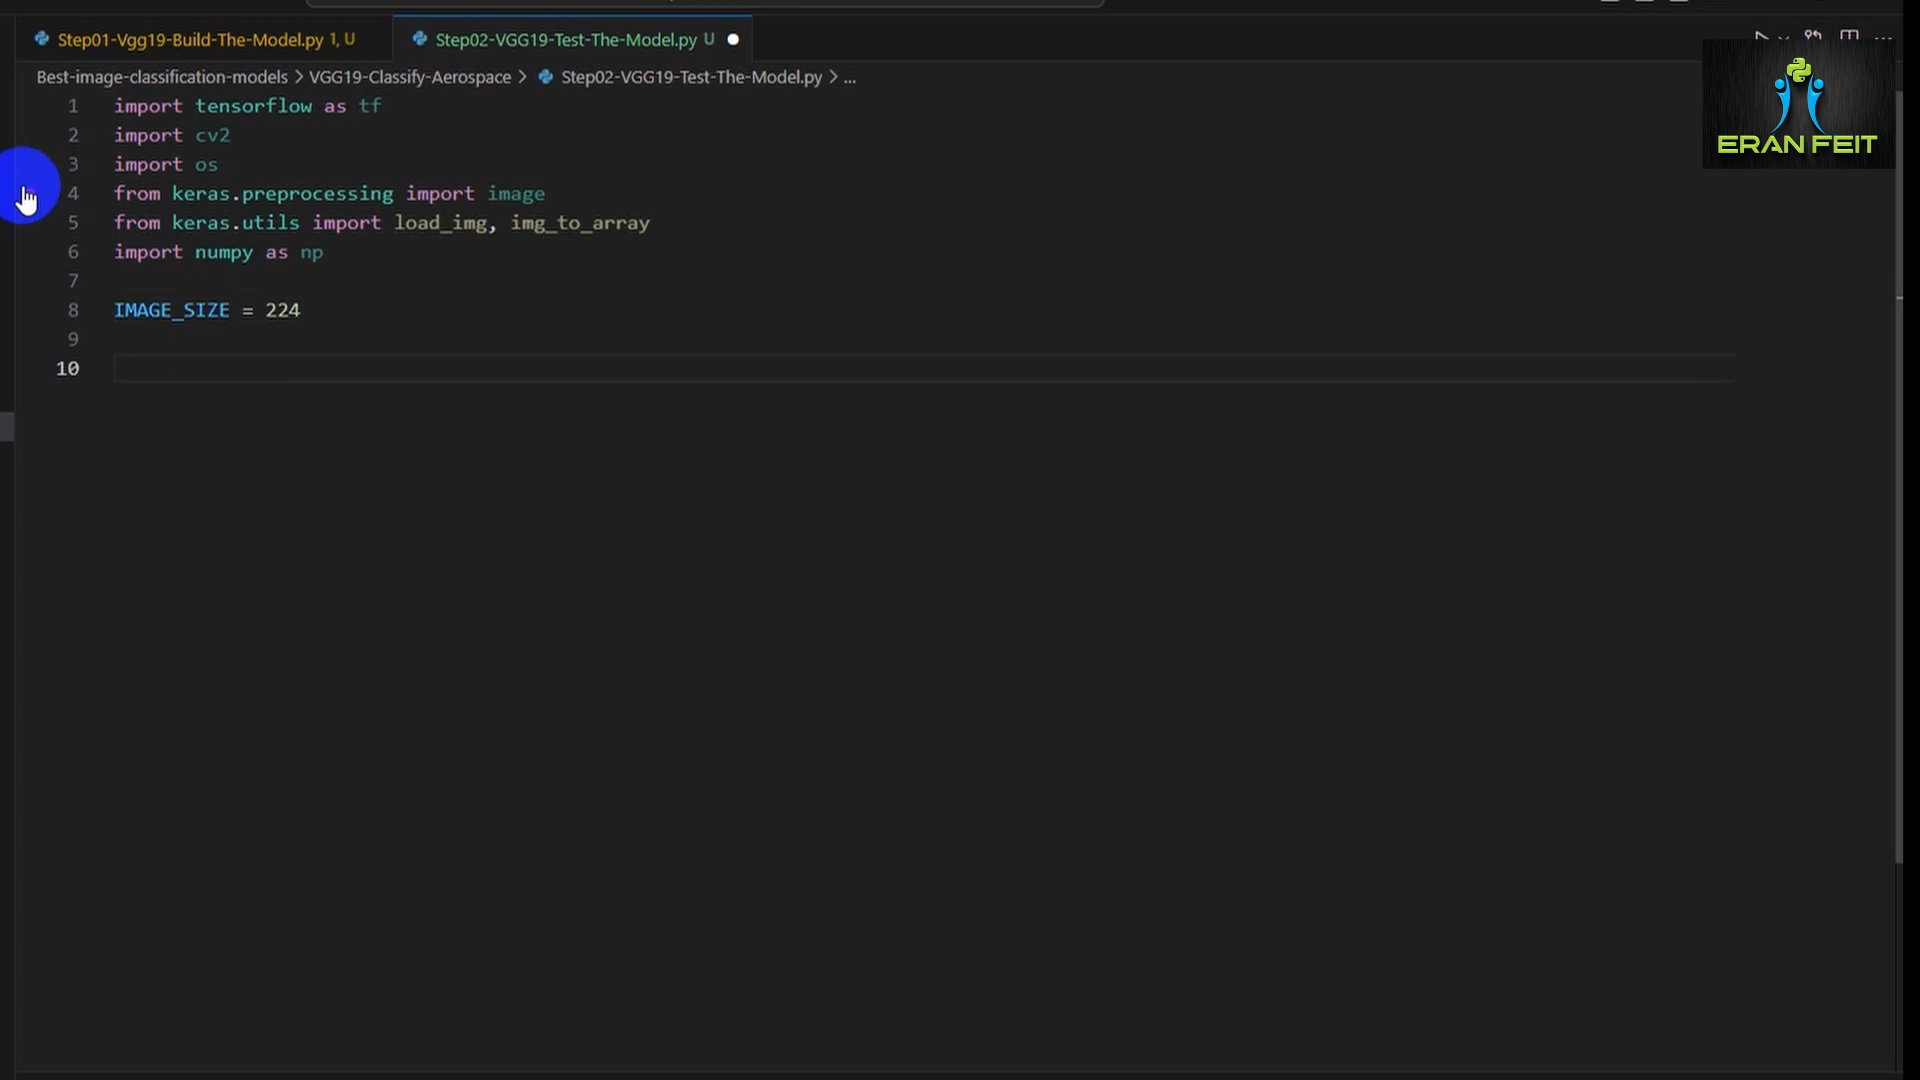 Step01-Vgg19-Build-The-Model.py 1, U
Step02-VGG19-Test-The-Model.py U
Best-image-classification-models > VGG19-Classify-Aerospace > Step02-VGG19-Test-The-Model.py > ...
ERAN FEIT
1 import tensorflow as tf
2 import cv2
3 import os
4 from keras.preprocessing import image
5 from keras.utils import load_img, img_to_array
6 import numpy as np
7
8 IMAGE_SIZE = 224
9
10